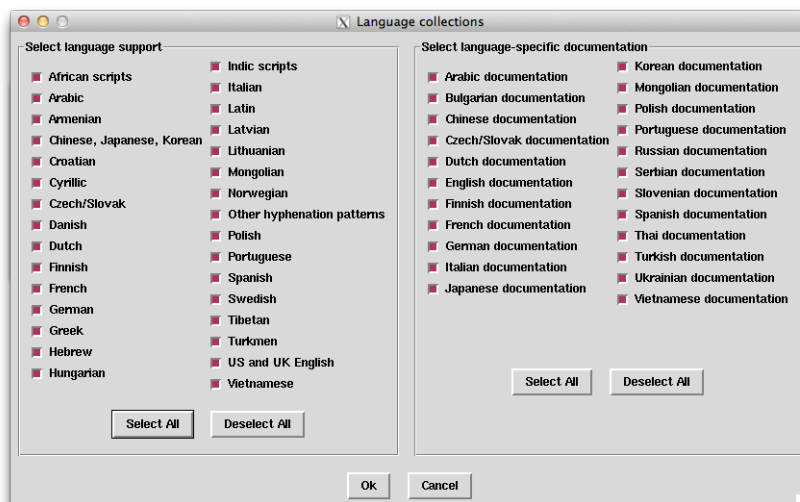 Language collections
Select language support
African scripts
Arabic
Armenian
Chinese, Japanese, Korean
Croatian
Cyrillic
Czech/Slovak
Danish
Dutch
Finnish
French
German
Greek
Hebrew
Hungarian
Indic scripts
Italian
Latin
Latvian
Lithuanian
Mongolian
Norwegian
Other hyphenation patterns
Polish
Portuguese
Spanish
Swedish
Tibetan
Turkmen
US and UK English
Vietnamese
Select All
Deselect All
Select language-specific documentation
Arabic documentation
Bulgarian documentation
Chinese documentation
Czech/Slovak documentation
Dutch documentation
English documentation
Finnish documentation
French documentation
German documentation
Italian documentation
Japanese documentation
Korean documentation
Mongolian documentation
Polish documentation
Portuguese documentation
Russian documentation
Serbian documentation
Slovenian documentation
Spanish documentation
Thai documentation
Turkish documentation
Ukrainian documentation
Vietnamese documentation
Select All
Deselect All
Ok
Cancel